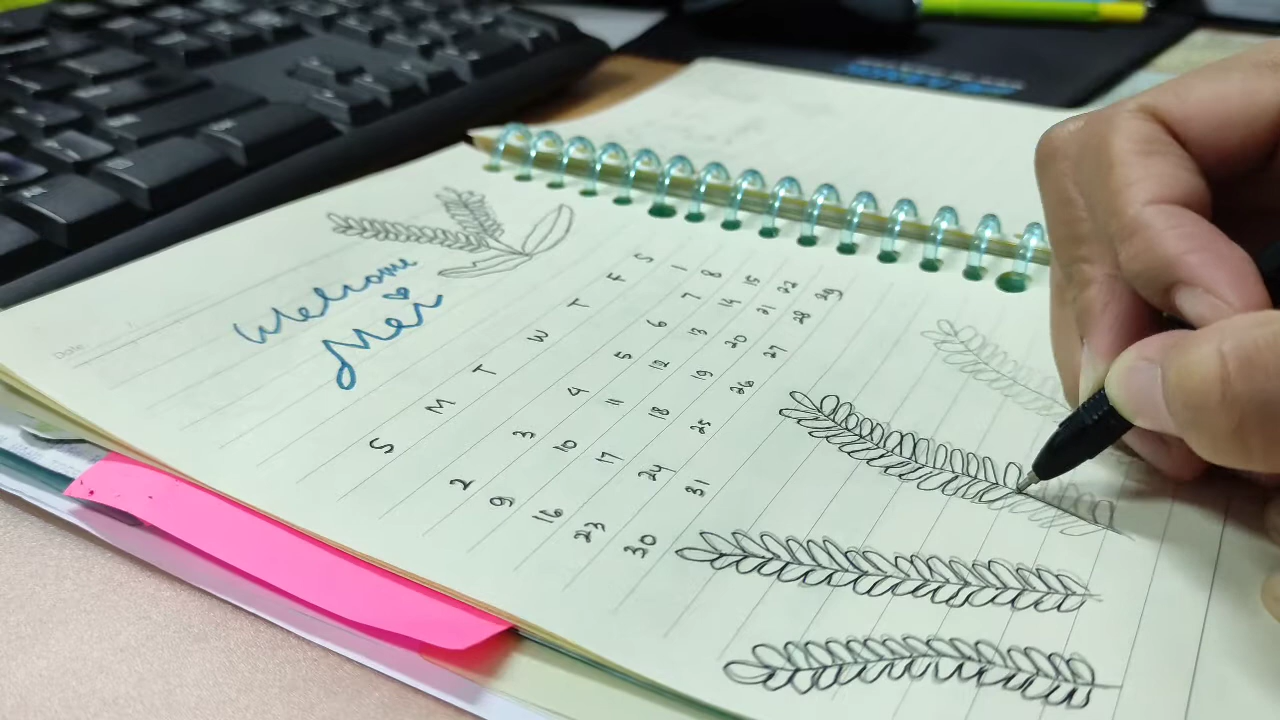 Date
Welcome
Mei
S M T W T F S
1
2 3 4 5 6 7 8
9 10 11 12 13 14 15
16 17 18 19 20 21 22
23 24 25 26 27 28 29
30 31